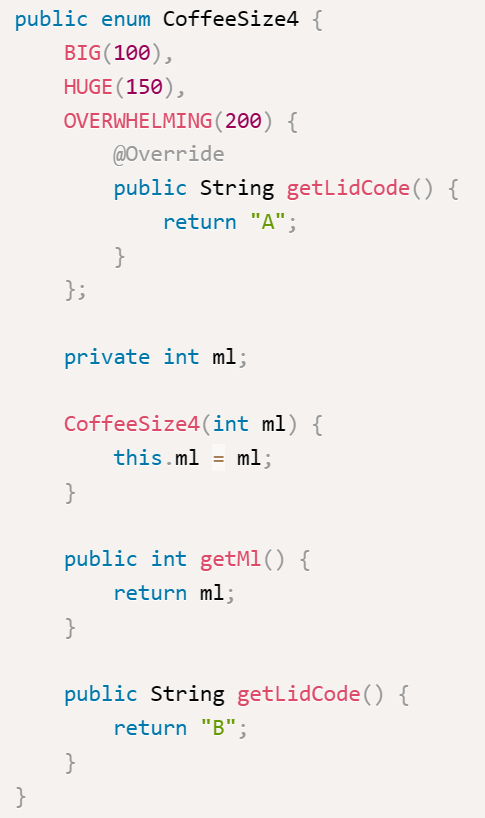 public enum CoffeeSize4 {
    BIG(100),
    HUGE(150),
    OVERWHELMING(200) {
        @Override
        public String getLidCode() {
            return "A";
        }
    };

    private int ml;

    CoffeeSize4(int ml) {
        this.ml = ml;
    }

    public int getMl() {
        return ml;
    }

    public String getLidCode() {
        return "B";
    }
}